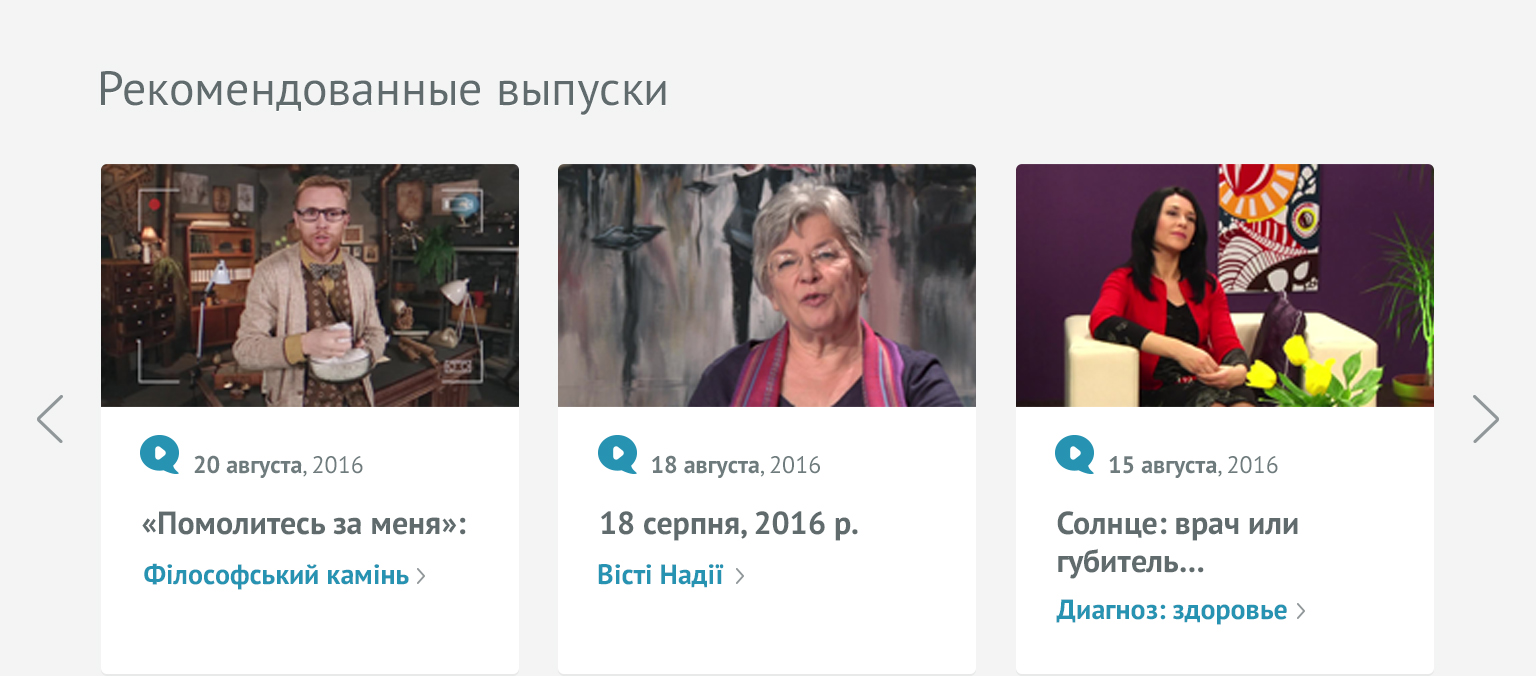 Рекомендованные выпуски
20 августа, 2016
«Помолитесь за меня»:
Філософський камінь
18 августа, 2016
18 серпня, 2016 р.
Вісті Надії
15 августа, 2016
Солнце: врач или
губитель...
Диагноз: здоровье